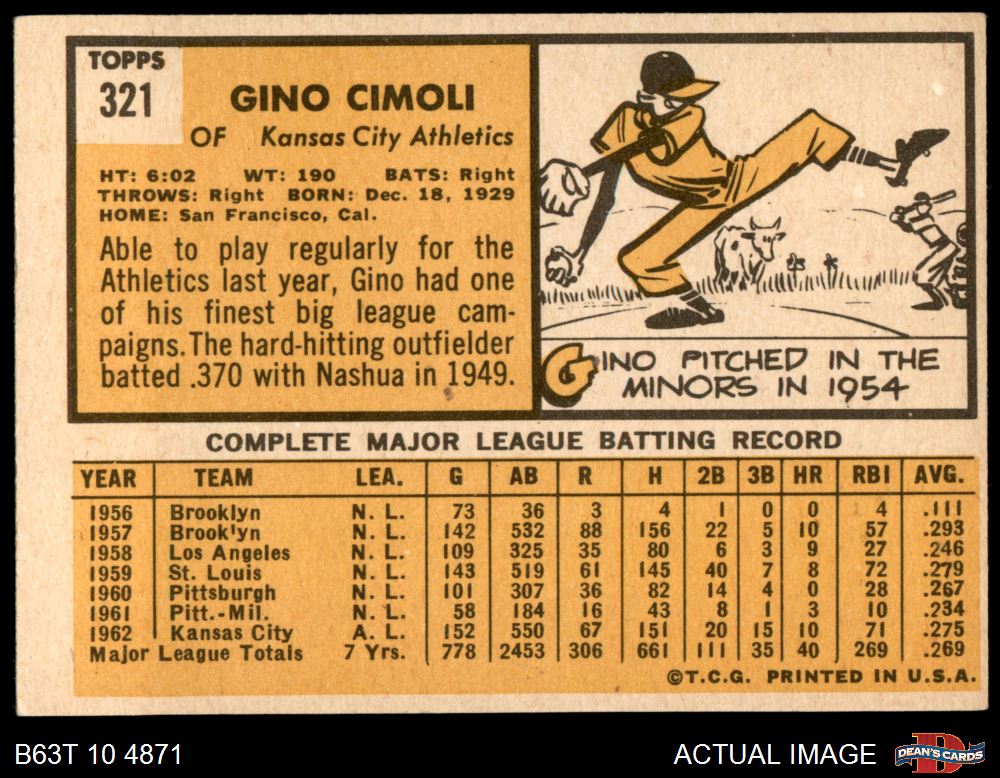 TOPPS
321
GINO CIMOLI
OF Kansas City Athletics
HT: 6:02 WT: 190 BATS: Right
THROWS: Right BORN: Dec. 18, 1929
HOME: San Francisco, Cal.
Able to play regularly for the
Athletics last year, Gino had one
of his finest big league cam-
paigns. The hard-hitting outfielder
batted .370 with Nashua in 1949.
GINO PITCHED IN THE
MINORS IN 1954
COMPLETE MAJOR LEAGUE BATTING RECORD
YEAR TEAM LEA. G AB R H 2B 3B HR RBI AVG.
1956 Brooklyn N. L. 73 36 3 4 1 0 0 4 .111
1957 Brook'yn N. L. 142 532 88 156 22 5 10 57 .293
1958 Los Angeles N. L. 109 325 35 80 6 3 9 27 .246
1959 St. Louis N. L. 143 519 61 145 40 7 8 72 .279
1960 Pittsburgh N. L. 101 307 36 82 14 4 0 28 .267
1961 Pitt.-Mil. N. L. 58 184 16 43 8 1 3 10 .234
1962 Kansas City A. L. 152 550 67 151 20 15 10 71 .275
Major League Totals 7 Yrs. 778 2453 306 661 111 35 40 269 .269
©T.C.G. PRINTED IN U.S.A.
B63T 10 4871
ACTUAL IMAGE
DEAN'S CARDS